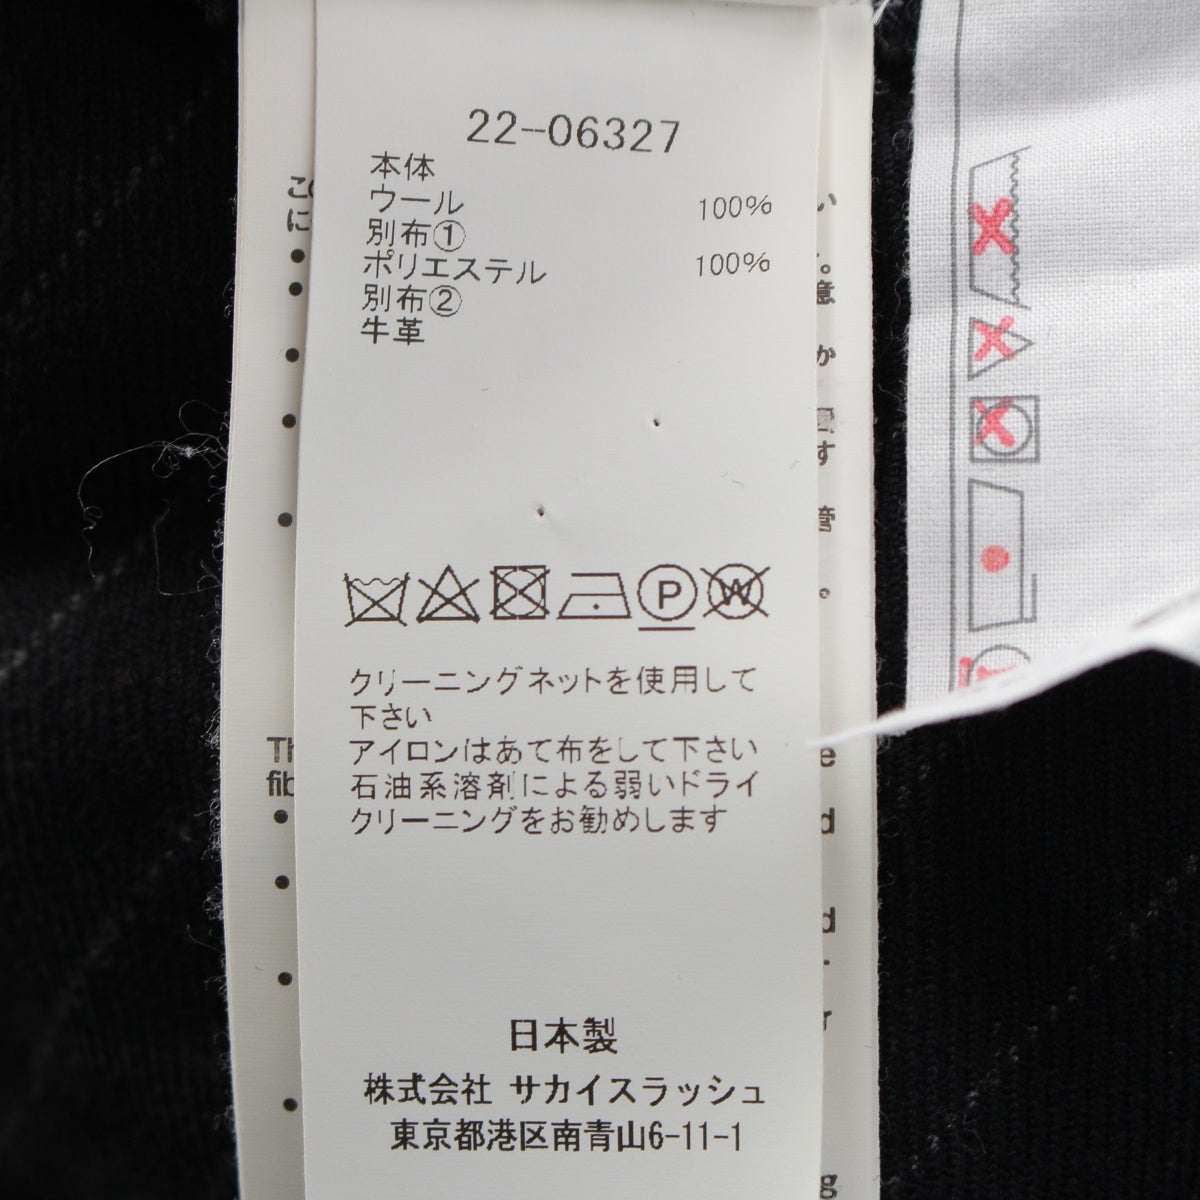 22-06327
本体
ウール 100%
別布①
ポリエステル 100%
別布②
牛革
P
W
クリーニングネットを使用して
下さい
アイロンはあて布をして下さい
石油系溶剤による弱いドライ
クリーニングをお勧めします
日本製
株式会社 サカイスラッシュ
東京都港区南青山6-11-1